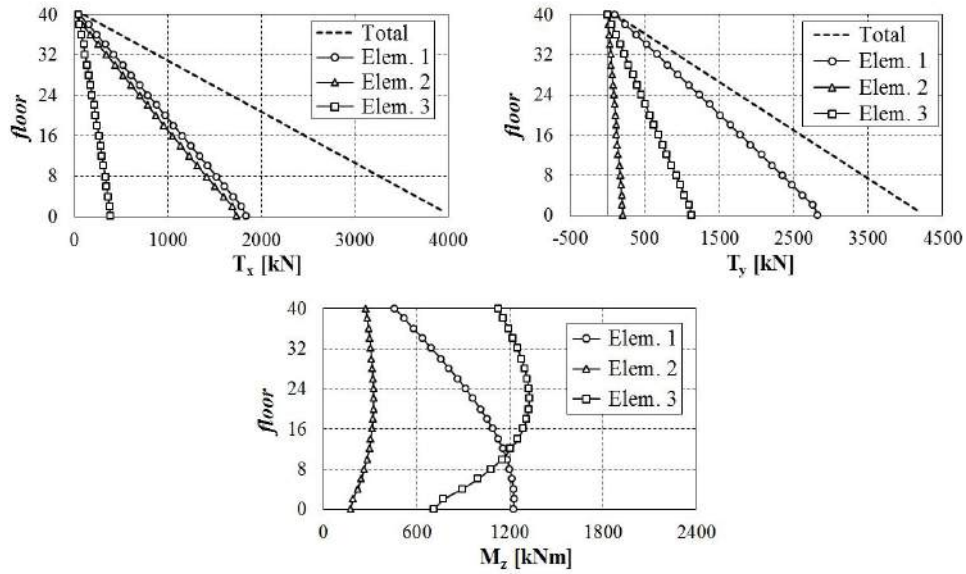 40
32
24
16
8
0
floor
Total
Elem. 1
Elem. 2
Elem. 3
0 1000 2000 3000 4000
T_x [kN]
40
32
24
16
8
0
floor
Total
Elem. 1
Elem. 2
Elem. 3
-500 500 1500 2500 3500 4500
T_y [kN]
40
32
24
16
8
0
floor
Elem. 1
Elem. 2
Elem. 3
0 600 1200 1800 2400
M_z [kNm]